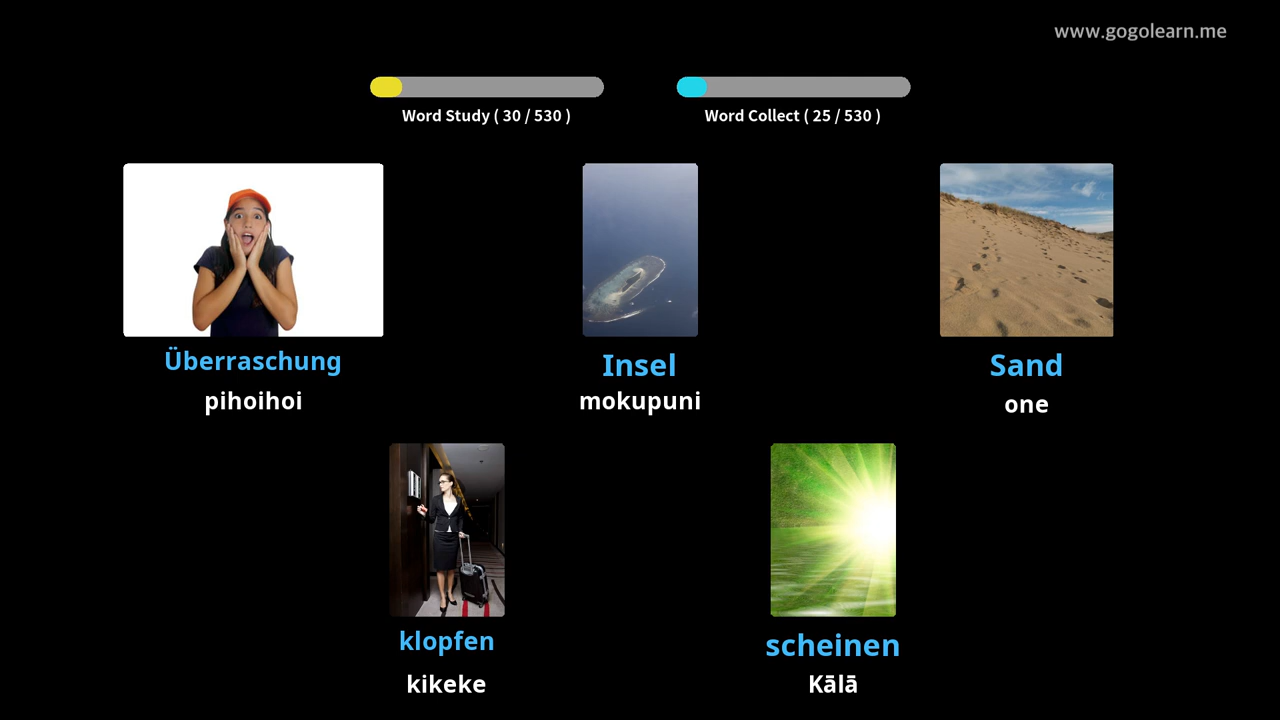 www.gogolearn.me
Word Study ( 30 / 530 )
Word Collect ( 25 / 530 )
Überraschung
pihoihoi
Insel
mokupuni
Sand
one
klopfen
kikeke
scheinen
Kālā